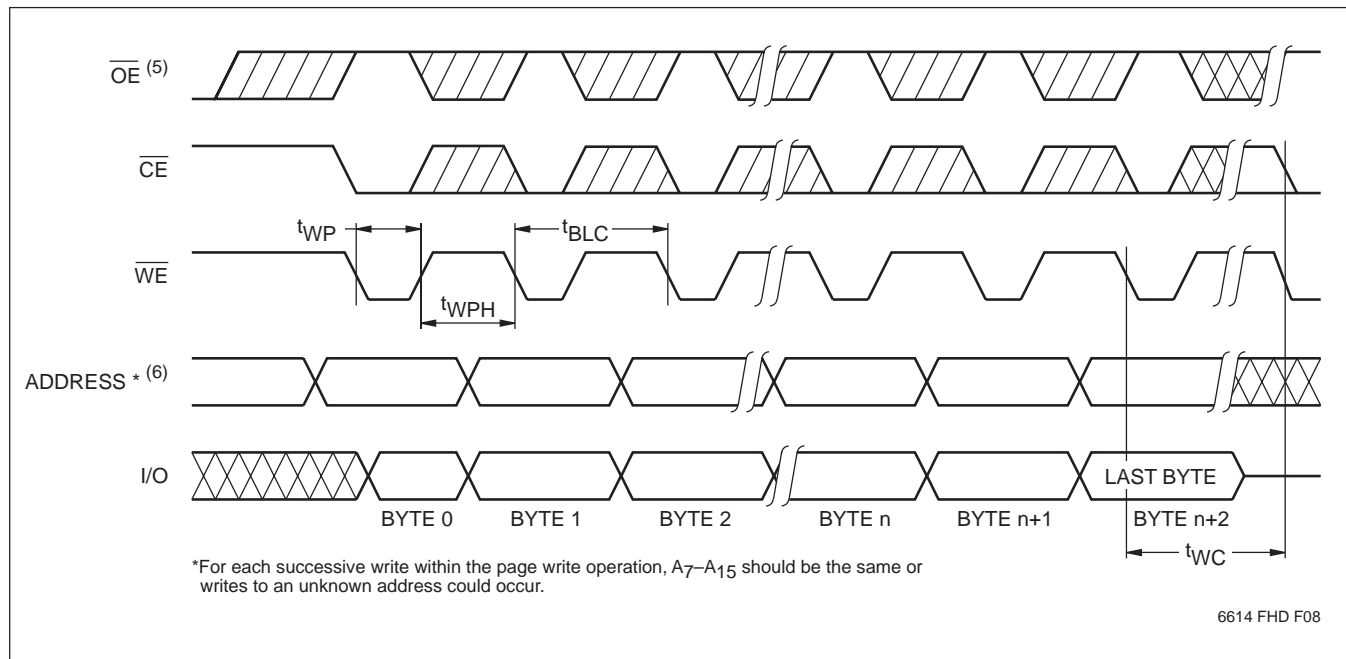 OE (5)
CE
tWP
tBLC
WE
tWPH
ADDRESS * (6)
I/O
LAST BYTE
BYTE 0 BYTE 1 BYTE 2 BYTE n BYTE n+1 BYTE n+2
tWC
*For each successive write within the page write operation, A7–A15 should be the same or
writes to an unknown address could occur.
6614 FHD F08